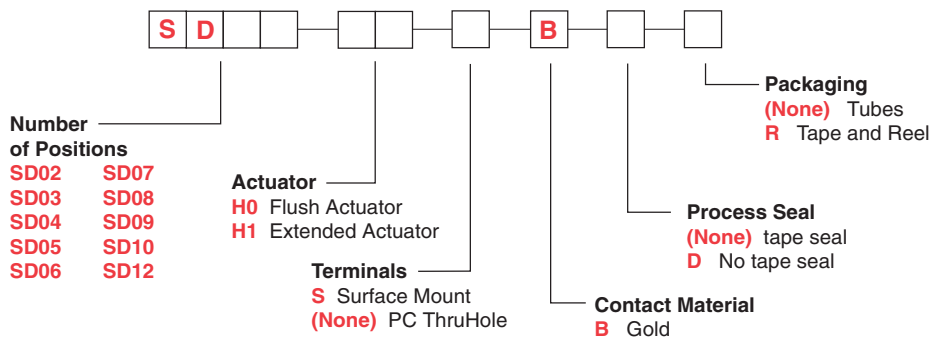 S D B
Number
of Positions
SD02 SD07
SD03 SD08
SD04 SD09
SD05 SD10
SD06 SD12
Actuator
H0 Flush Actuator
H1 Extended Actuator
Terminals
S Surface Mount
(None) PC ThruHole
Contact Material
B Gold
Process Seal
(None) tape seal
D No tape seal
Packaging
(None) Tubes
R Tape and Reel